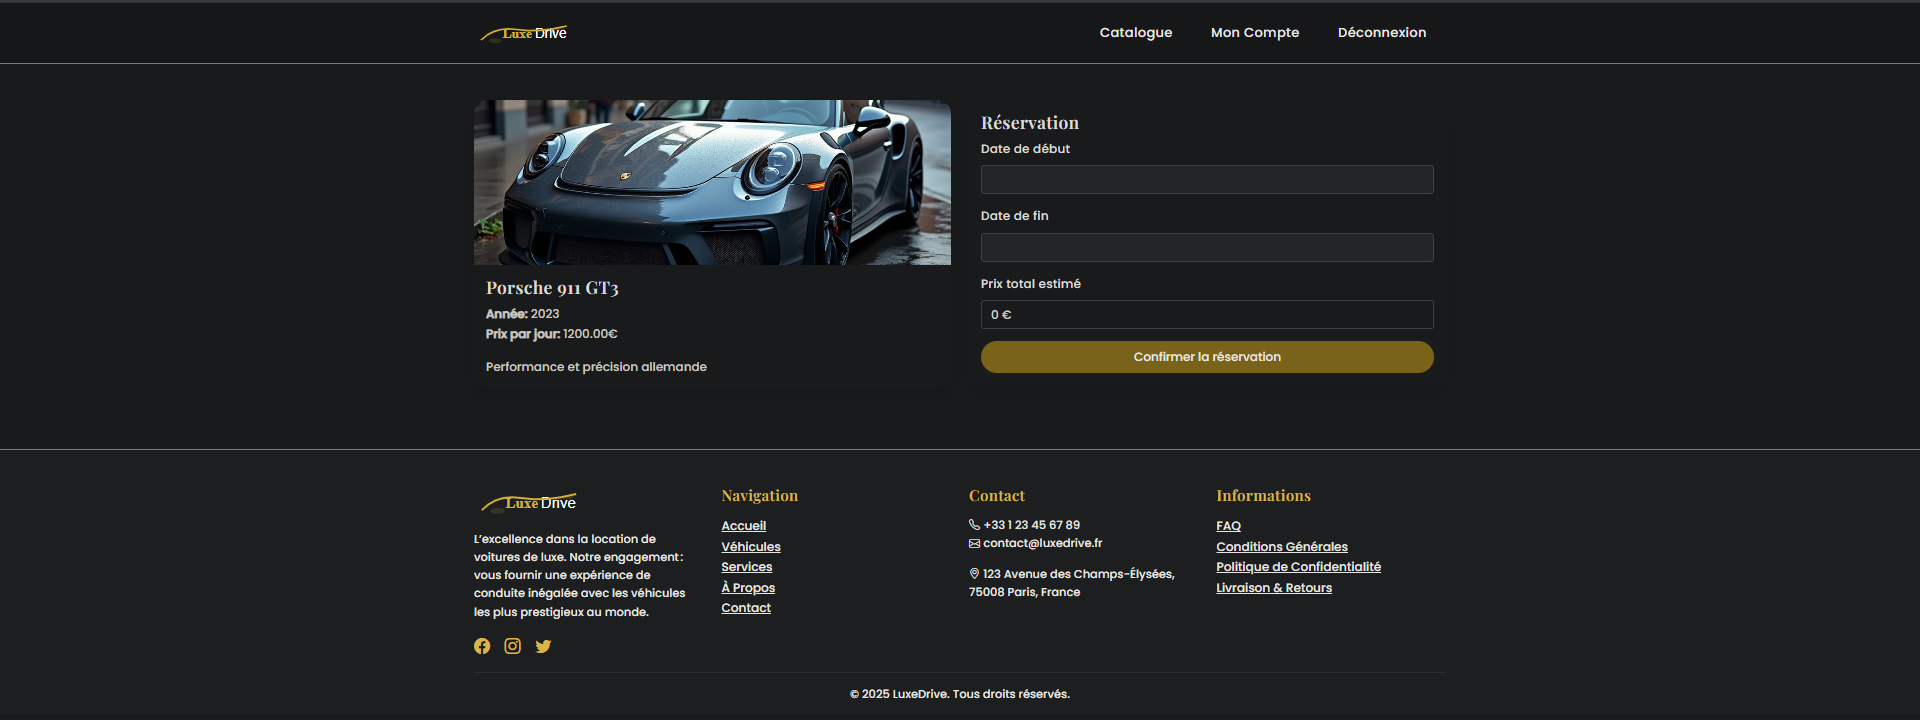 Luxe Drive
Catalogue
Mon Compte
Déconnexion
Porsche 911 GT3
Année: 2023
Prix par jour: 1200.00€
Performance et précision allemande
Réservation
Date de début
Date de fin
Prix total estimé
0 €
Confirmer la réservation
Luxe Drive
L'excellence dans la location de
voitures de luxe. Notre engagement :
vous fournir une expérience de
conduite inégalée avec les véhicules
les plus prestigieux au monde.
Navigation
Accueil
Véhicules
Services
À Propos
Contact
Contact
+33 1 23 45 67 89
contact@luxedrive.fr
123 Avenue des Champs-Élysées,
75008 Paris, France
Informations
FAQ
Conditions Générales
Politique de Confidentialité
Livraison & Retours
© 2025 LuxeDrive. Tous droits réservés.